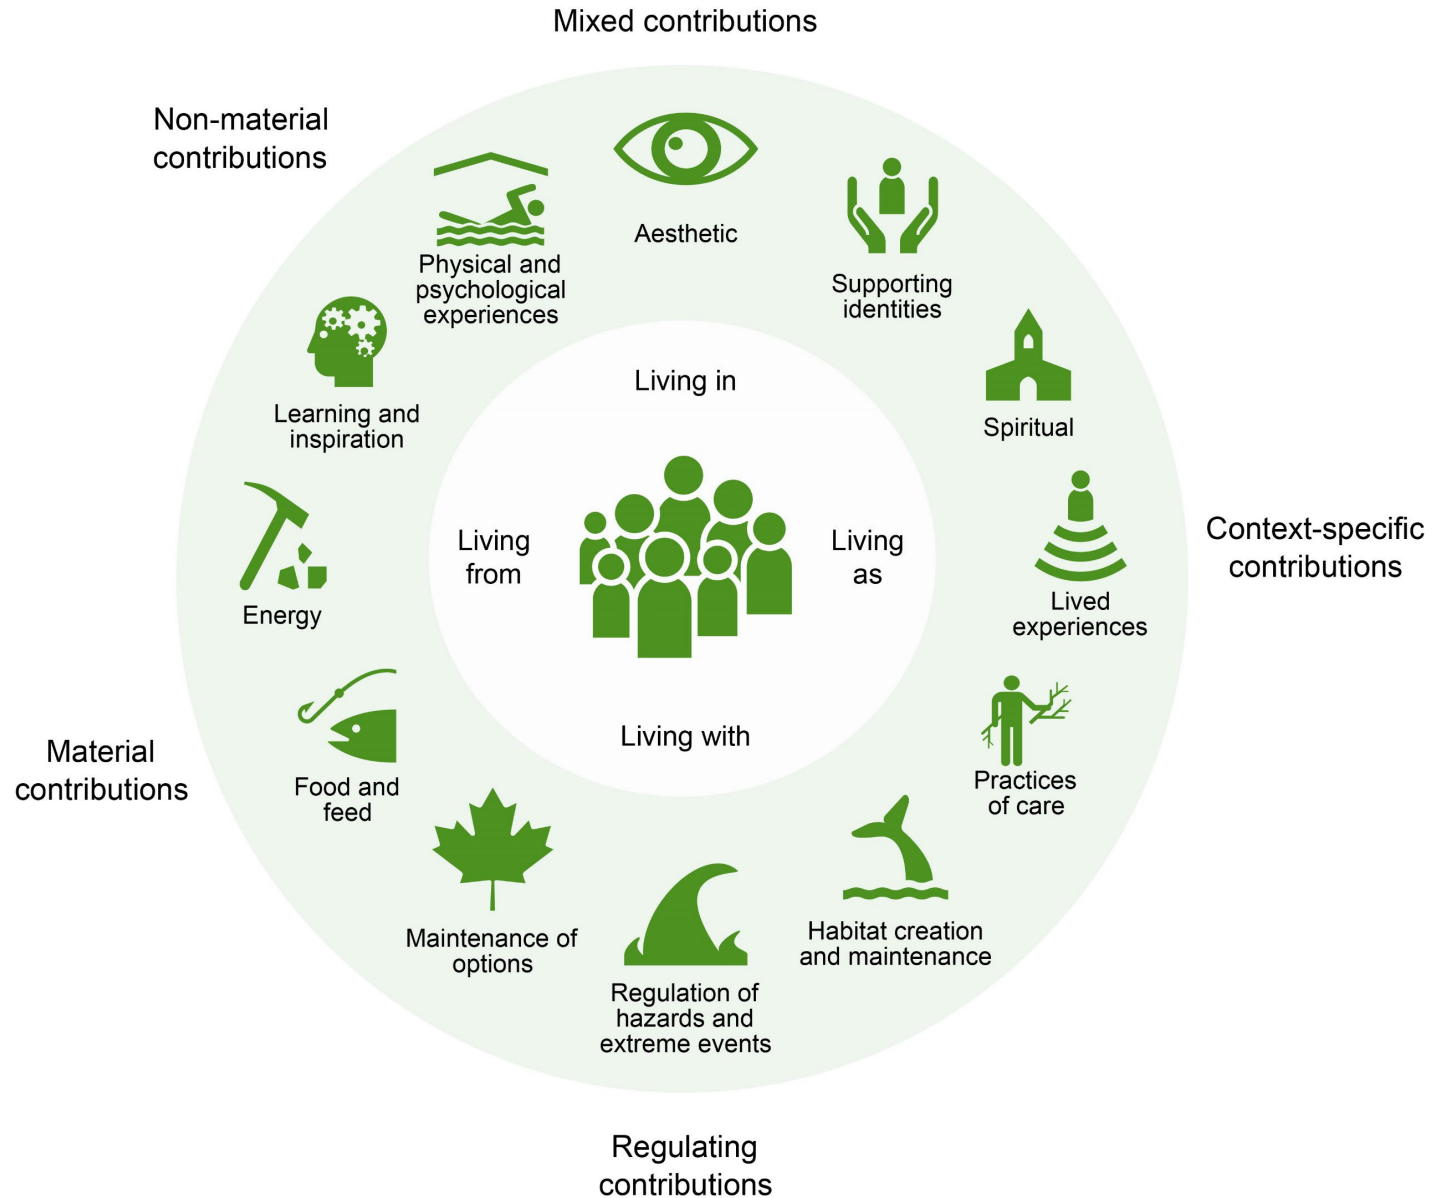 Mixed contributions
Non-material
contributions
Aesthetic
Physical and
psychological
experiences
Supporting
identities
Learning and
inspiration
Spiritual
Living in
Living
from
Living
as
Living with
Energy
Lived
experiences
Context-specific
contributions
Material
contributions
Food and
feed
Practices
of care
Maintenance of
options
Habitat creation
and maintenance
Regulation of
hazards and
extreme events
Regulating
contributions